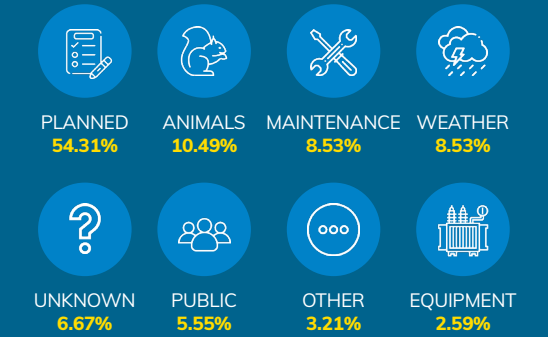 PLANNED ANIMALS MAINTENANCE WEATHER
54.31% 10.49% 8.53% 8.53%
UNKNOWN PUBLIC OTHER EQUIPMENT
6.67% 5.55% 3.21% 2.59%